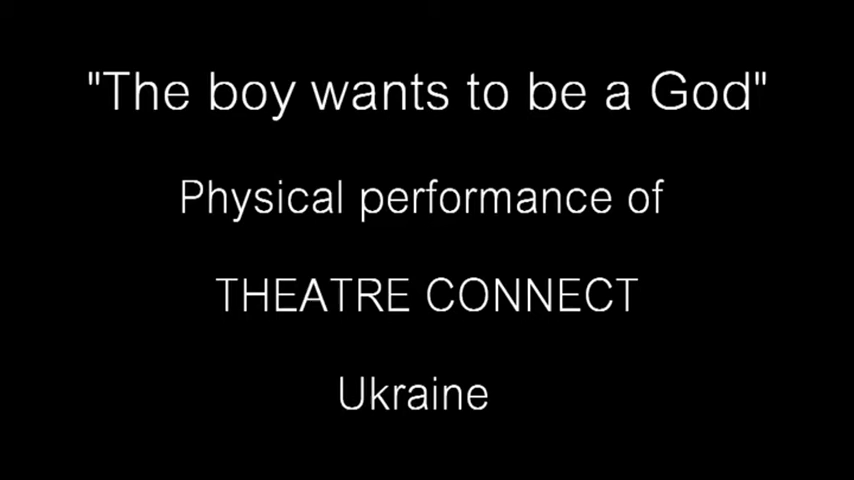 "The boy wants to be a God"
Physical performance of
THEATRE CONNECT
Ukraine